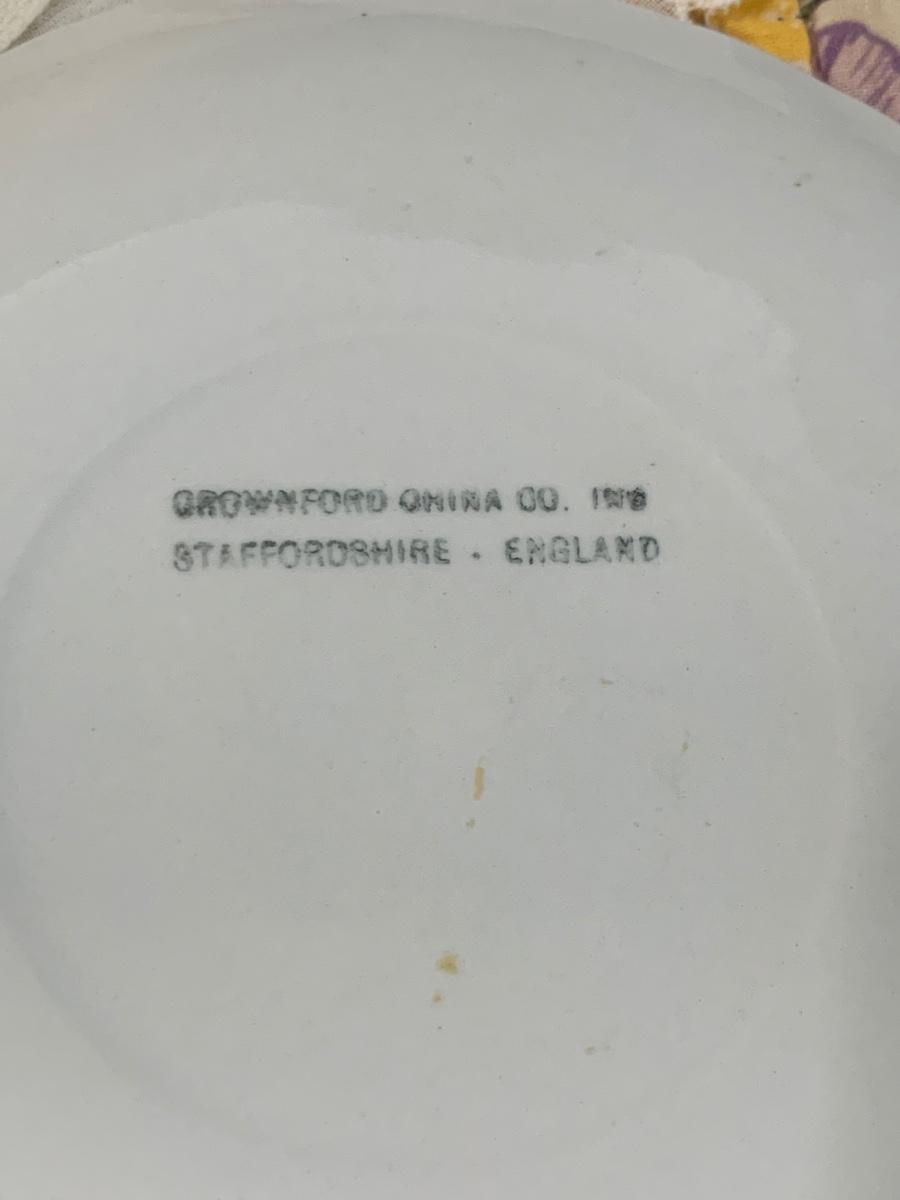 CROWNFORD CHINA CO. INC
STAFFORDSHIRE · ENGLAND